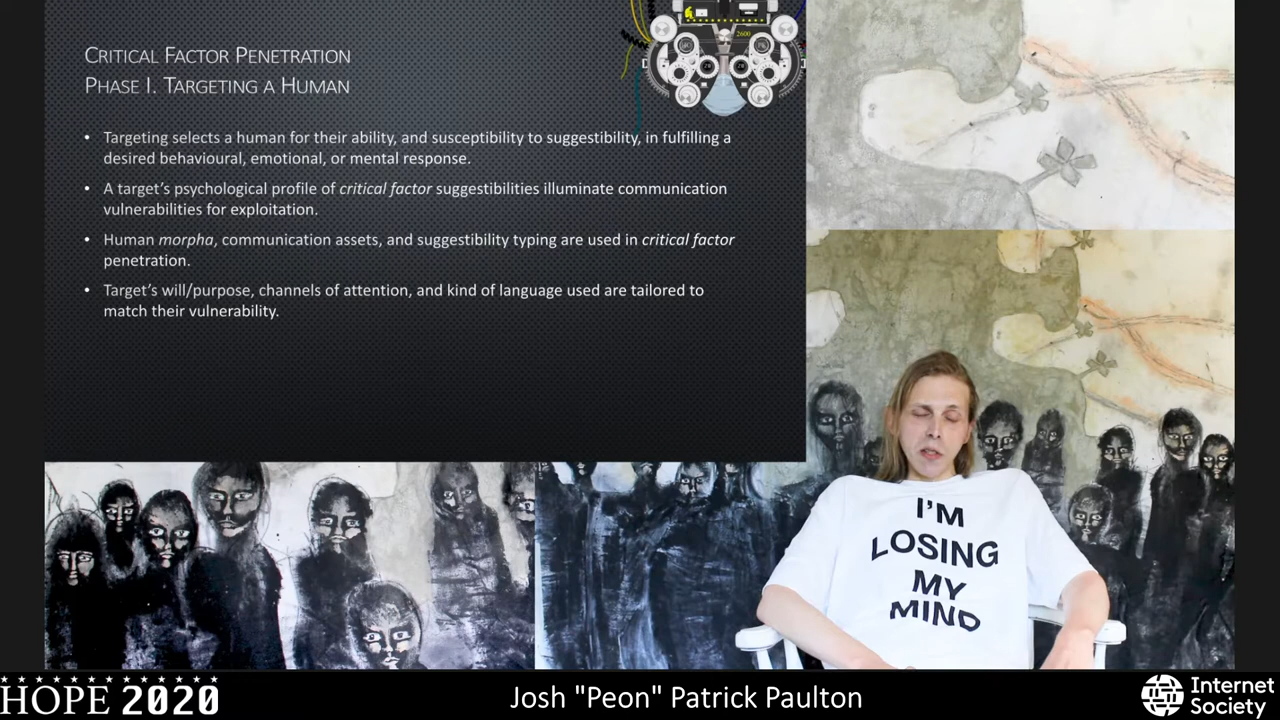 CRITICAL FACTOR PENETRATION
PHASE I. TARGETING A HUMAN
• Targeting selects a human for their ability, and susceptibility to suggestibility, in fulfilling a
desired behavioural, emotional, or mental response.
• A target's psychological profile of critical factor suggestibilities illuminate communication
vulnerabilities for exploitation.
• Human morpha, communication assets, and suggestibility typing are used in critical factor
penetration.
• Target's will/purpose, channels of attention, and kind of language used are tailored to
match their vulnerability.
2600
20
20
I'M
LOSING
MY
MIND
HOPE 2020
Josh "Peon" Patrick Paulton
Internet
Society